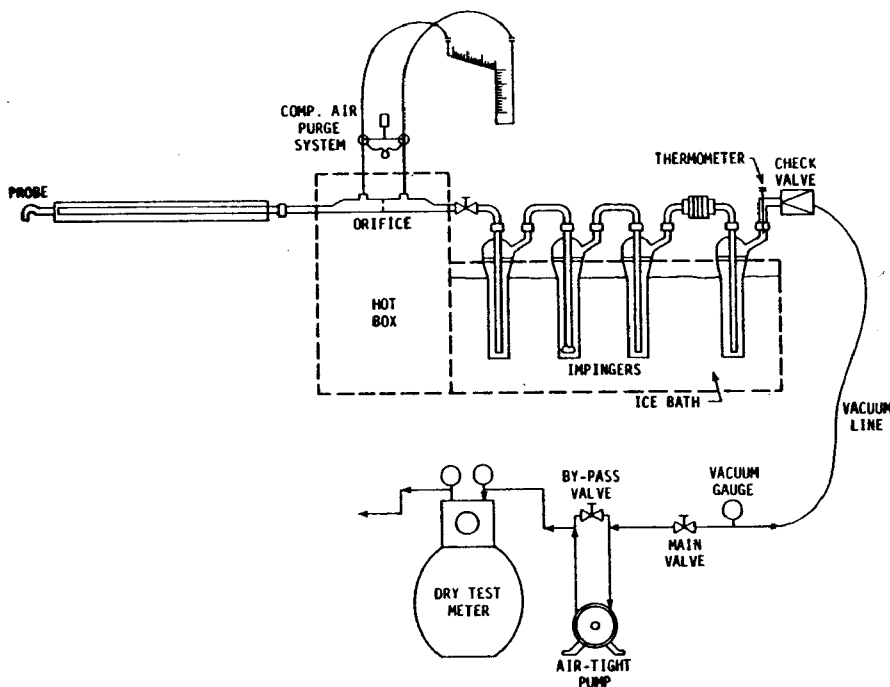 COMP. AIR
PURGE
SYSTEM
THERMOMETER
CHECK
VALVE
PROBE
ORIFICE
HOT
BOX
IMPINGERS
ICE BATH
VACUUM
LINE
BY-PASS
VALVE
VACUUM
GAUGE
MAIN
VALVE
DRY TEST
METER
AIR-TIGHT
PUMP